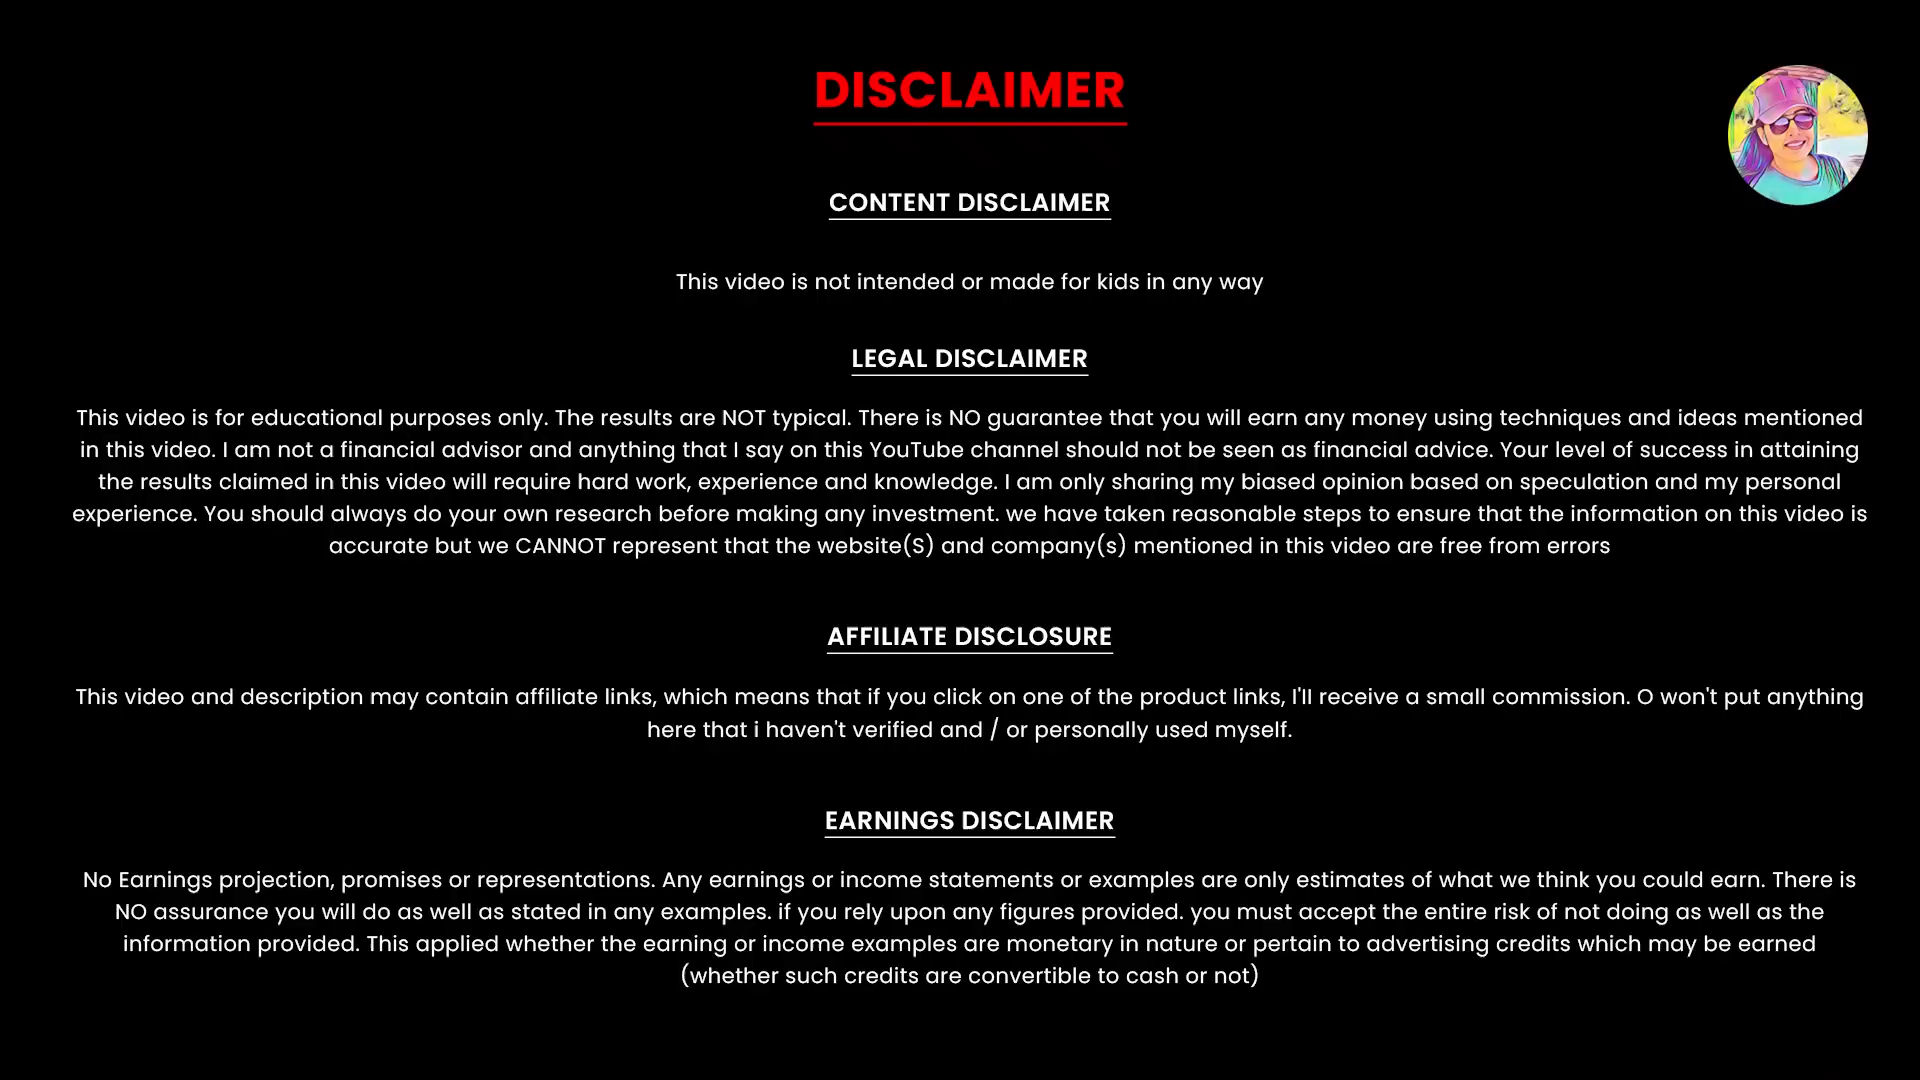 DISCLAIMER
CONTENT DISCLAIMER
This video is not intended or made for kids in any way
LEGAL DISCLAIMER
This video is for educational purposes only. The results are NOT typical. There is NO guarantee that you will earn any money using techniques and ideas mentioned
in this video. I am not a financial advisor and anything that I say on this YouTube channel should not be seen as financial advice. Your level of success in attaining
the results claimed in this video will require hard work, experience and knowledge. I am only sharing my biased opinion based on speculation and my personal
experience. You should always do your own research before making any investment. we have taken reasonable steps to ensure that the information on this video is
accurate but we CANNOT represent that the website(S) and company(s) mentioned in this video are free from errors
AFFILIATE DISCLOSURE
This video and description may contain affiliate links, which means that if you click on one of the product links, I'II receive a small commission. O won't put anything
here that i haven't verified and / or personally used myself.
EARNINGS DISCLAIMER
No Earnings projection, promises or representations. Any earnings or income statements or examples are only estimates of what we think you could earn. There is
NO assurance you will do as well as stated in any examples. if you rely upon any figures provided. you must accept the entire risk of not doing as well as the
information provided. This applied whether the earning or income examples are monetary in nature or pertain to advertising credits which may be earned
(whether such credits are convertible to cash or not)